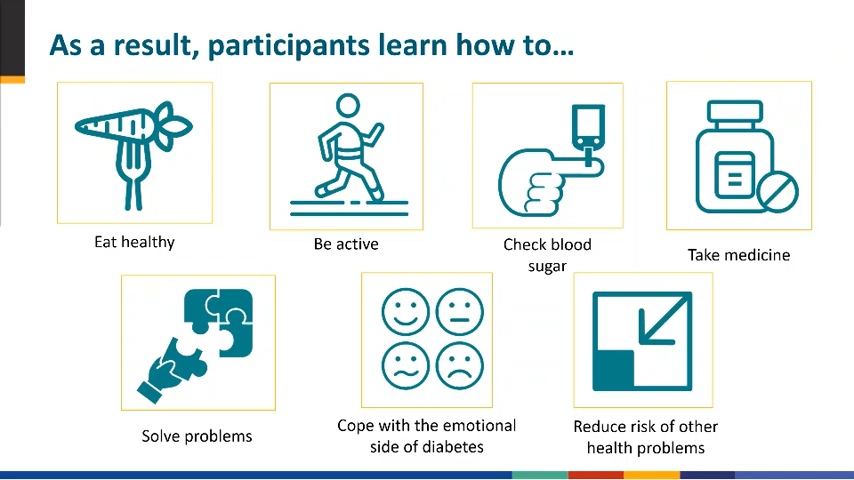 As a result, participants learn how to…
Eat healthy
Be active
Check blood
sugar
Take medicine
Solve problems
Cope with the emotional
side of diabetes
Reduce risk of other
health problems